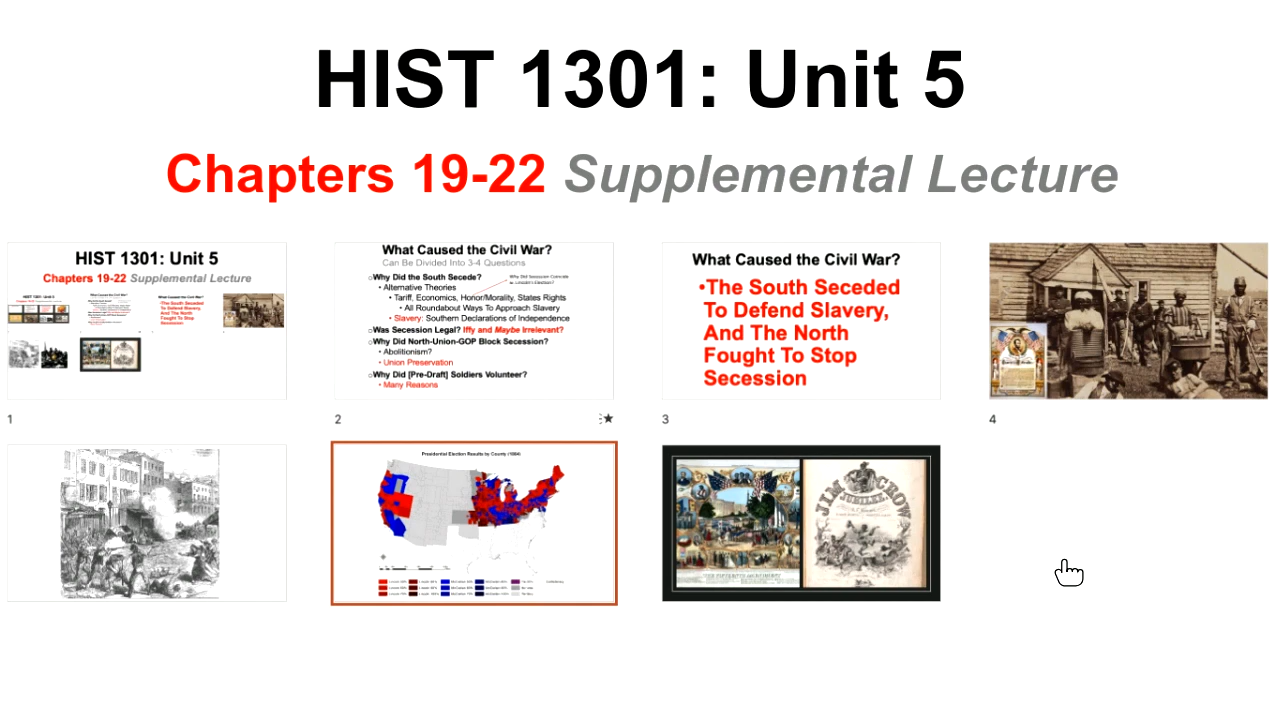 HIST 1301: Unit 5
Chapters 19-22 Supplemental Lecture
HIST 1301: Unit 5
Chapters 19-22 Supplemental Lecture
What Caused the Civil War?
Can Be Divided Into 3-4 Questions
Why Did the South Secede?
Why Did Secession Coincide
w/ Lincoln's Election?
• Alternative Theories
• Tariff, Economics, Honor/Morality, States Rights
• All Roundabout Ways To Approach Slavery
• Slavery: Southern Declarations of Independence
Was Secession Legal? Iffy and Maybe Irrelevant?
Why Did North-Union-GOP Block Secession?
• Abolitionism?
• Union Preservation
Why Did [Pre-Draft] Soldiers Volunteer?
• Many Reasons
What Caused the Civil War?
•The South Seceded
To Defend Slavery,
And The North
Fought To Stop
Secession
1
2
3
4
Presidential Election Results by County (1864)
JIM CROW
JUBILEE